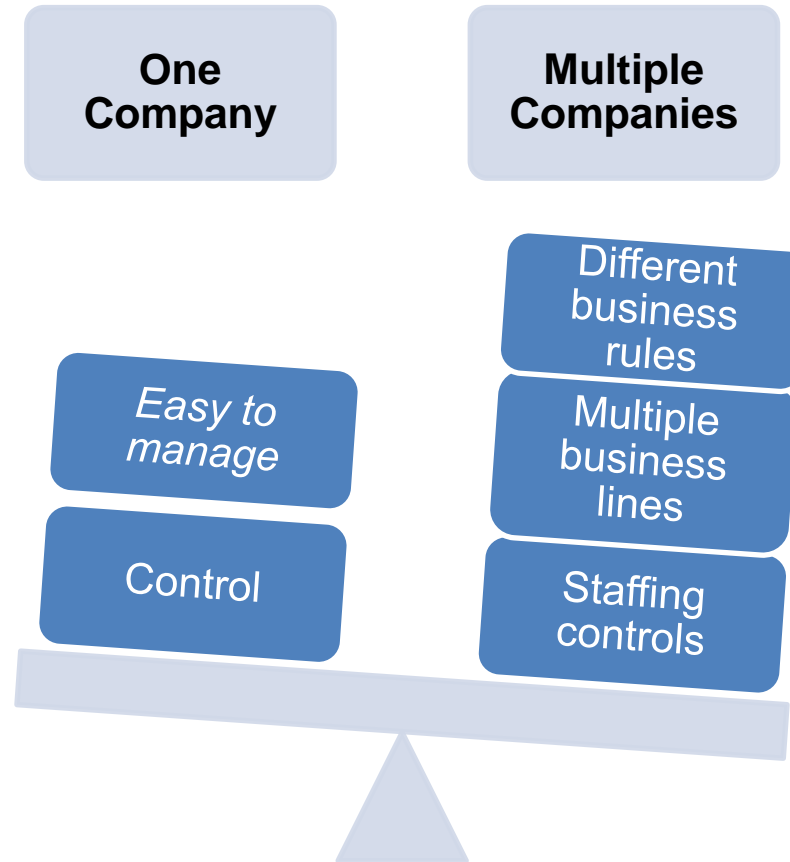 One
Company
Multiple
Companies
Easy to
manage
Control
Different
business
rules
Multiple
business
lines
Staffing
controls